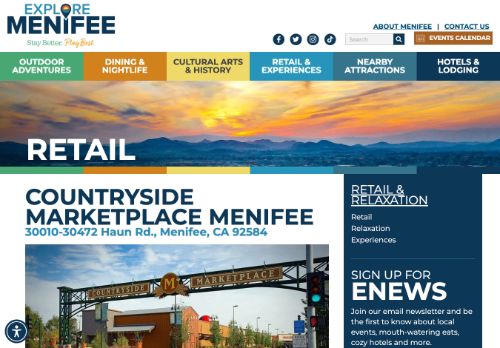 EXPLORE
MENIFEE
Stay Better. Play Best.
ABOUT MENIFEE | CONTACT US
Search
EVENTS CALENDAR
OUTDOOR
ADVENTURES
DINING &
NIGHTLIFE
CULTURAL ARTS
& HISTORY
RETAIL &
EXPERIENCES
NEARBY
ATTRACTIONS
HOTELS &
LODGING
RETAIL
COUNTRYSIDE
MARKETPLACE MENIFEE
30010-30472 Haun Rd., Menifee, CA 92584
COUNTRYSIDE M MARKETPLACE
RETAIL &
RELAXATION
Retail
Relaxation
Experiences
SIGN UP FOR
ENEWS
Join our email newsletter and be
the first to know about local
events, mouth-watering eats,
cozy hotels and more.